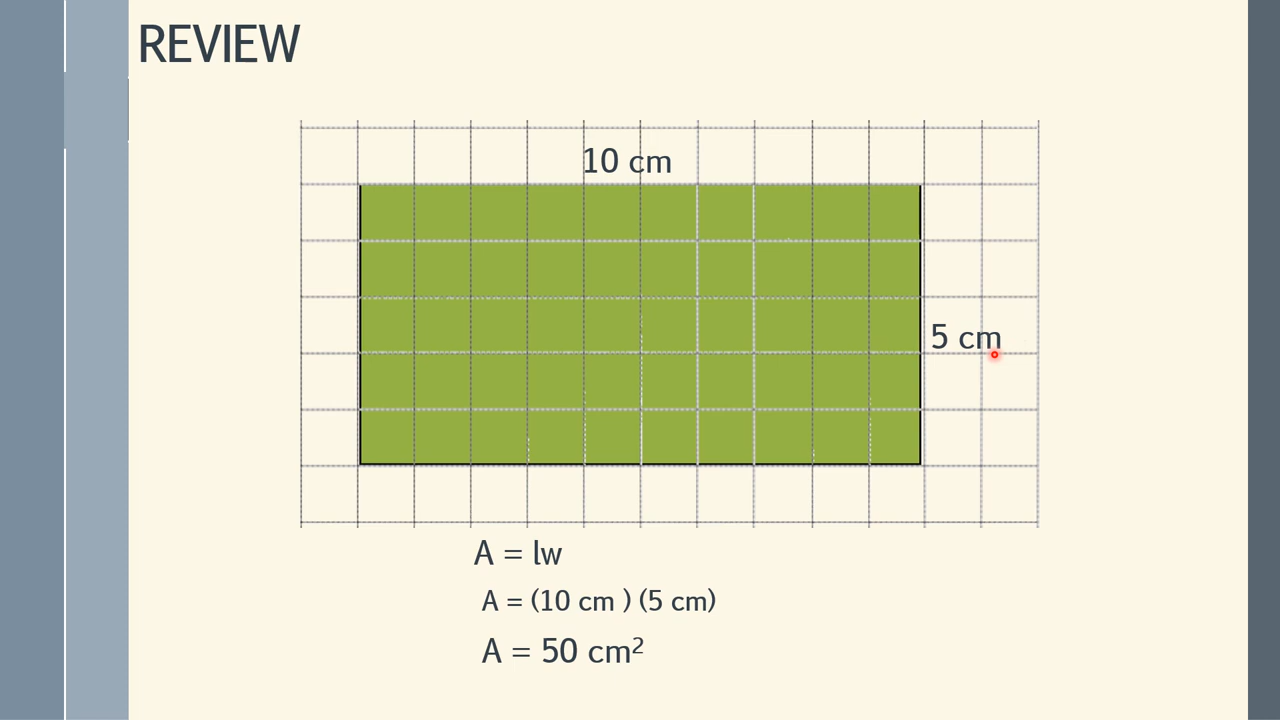 REVIEW
10 cm
5 cm
A = lw
A = (10 cm ) (5 cm)
A = 50 cm²